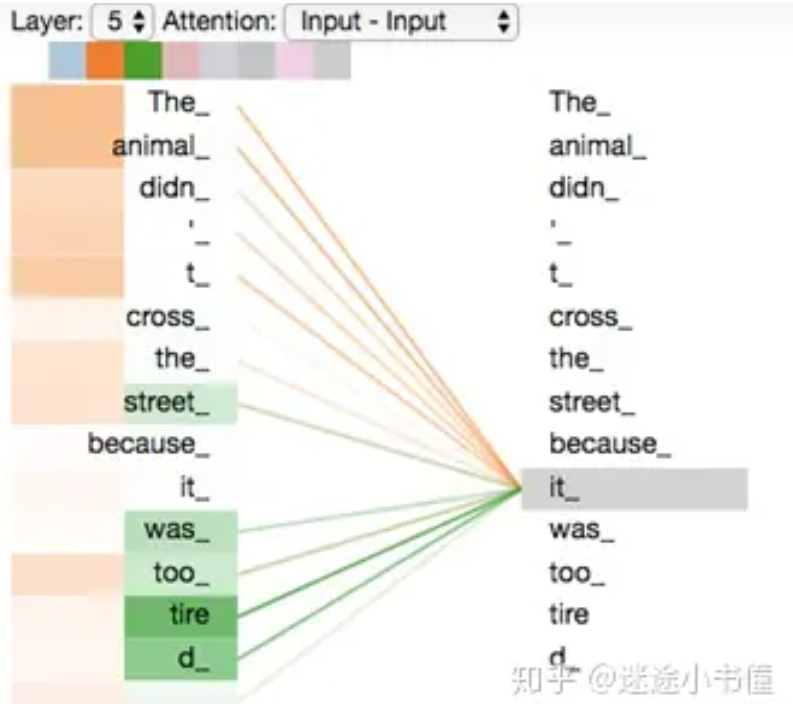 Layer: 5 Attention: Input - Input
The_ The_
animal_ animal_
didn_ didn_
'_ '_
t_ t_
cross_ cross_
the_ the_
street_ street_
because_ because_
it_ it_
was_ was_
too_ too_
tire tire
d_ d_
知乎 @迷途小书僮